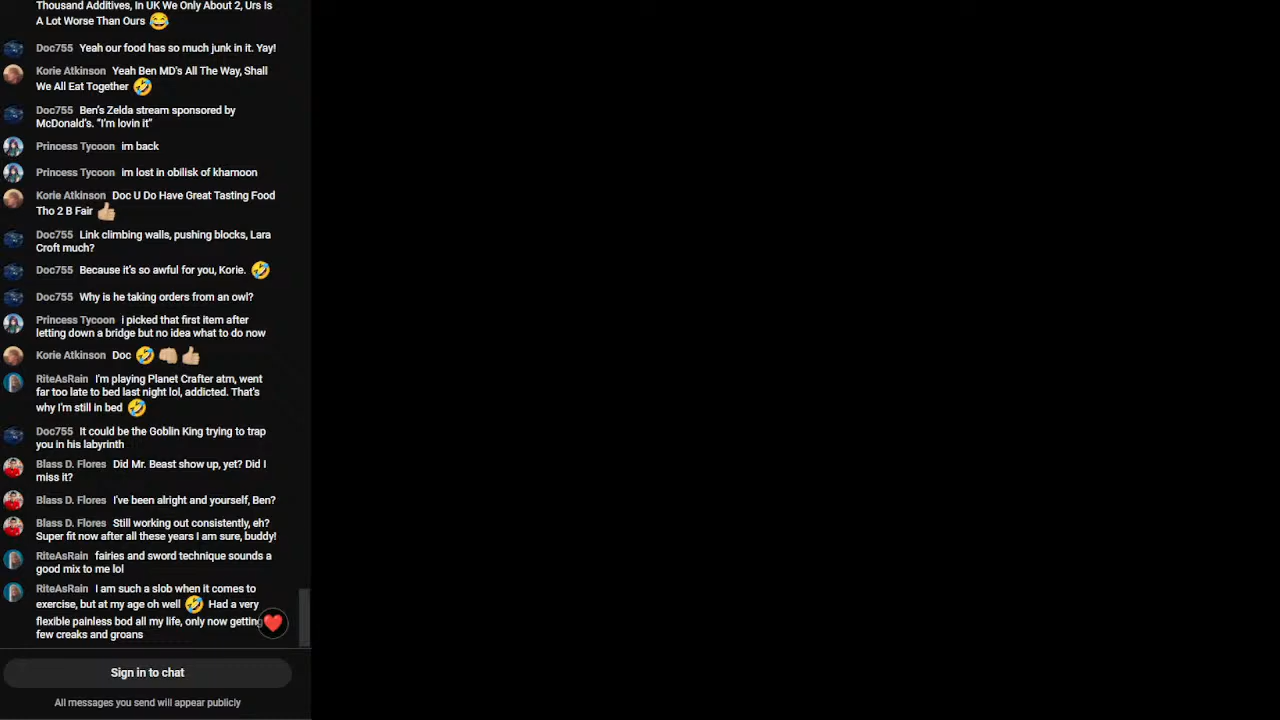 Thousand Additives, In UK We Only About 2, Urs Is
A Lot Worse Than Ours 😂
Doc755 Yeah our food has so much junk in it. Yay!
Korie Atkinson Yeah Ben MD's All The Way, Shall
We All Eat Together 🤣
Doc755 Ben's Zelda stream sponsored by
McDonald's. "I'm lovin it"
Princess Tycoon im back
Princess Tycoon im lost in obilisk of khamoon
Korie Atkinson Doc U Do Have Great Tasting Food
Tho 2 B Fair 👍🏼
Doc755 Link climbing walls, pushing blocks, Lara
Croft much?
Doc755 Because it's so awful for you, Korie. 🤣
Doc755 Why is he taking orders from an owl?
Princess Tycoon i picked that first item after
letting down a bridge but no idea what to do now
Korie Atkinson Doc 🤣👊🏼👍🏼
RiteAsRain I'm playing Planet Crafter atm, went
far too late to bed last night lol, addicted. That's
why I'm still in bed 🤣
Doc755 It could be the Goblin King trying to trap
you in his labyrinth
Blass D. Flores Did Mr. Beast show up, yet? Did I
miss it?
Blass D. Flores I've been alright and yourself, Ben?
Blass D. Flores Still working out consistently, eh?
Super fit now after all these years I am sure, buddy!
RiteAsRain fairies and sword technique sounds a
good mix to me lol
RiteAsRain I am such a slob when it comes to
exercise, but at my age oh well 🤣 Had a very
flexible painless bod all my life, only now getting
few creaks and groans
Sign in to chat
All messages you send will appear publicly